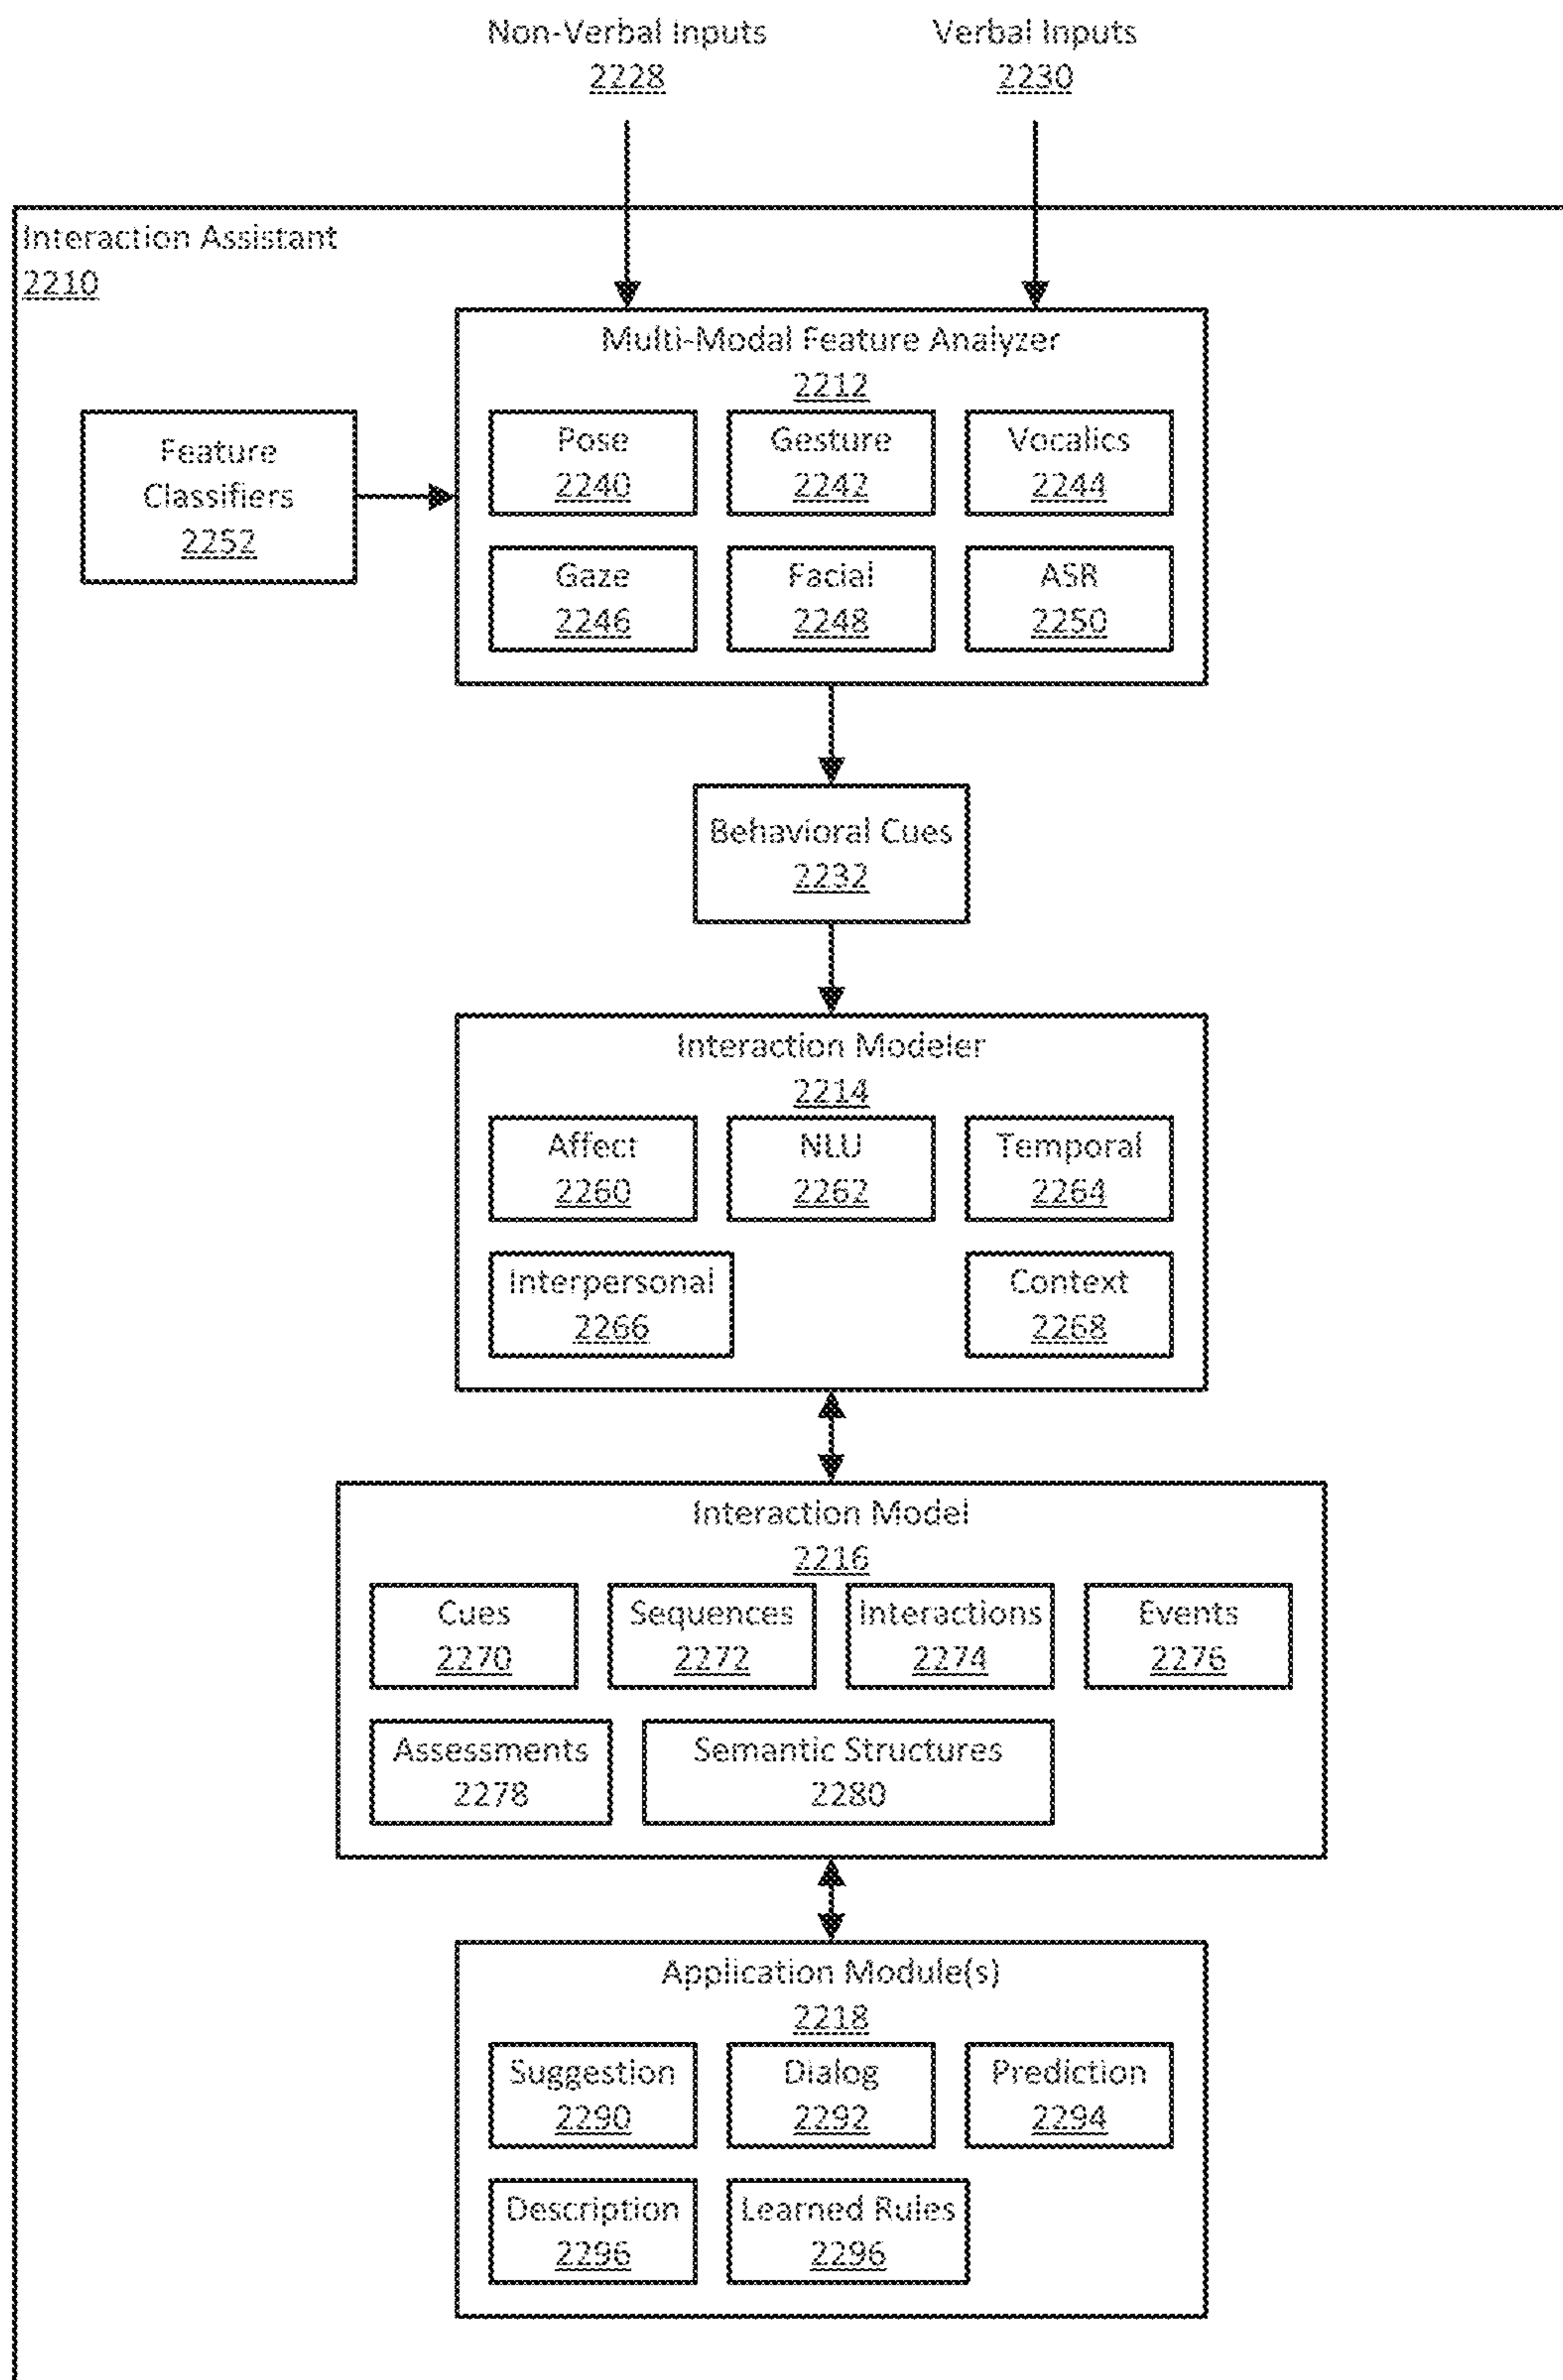 Non-Verbal Inputs
2228
Verbal Inputs
2230
Interaction Assistant
2210
Multi-Modal Feature Analyzer
2212
Feature
Classifiers
2252
Pose
2240
Gesture
2242
Vocalics
2244
Gaze
2246
Facial
2248
ASR
2250
Behavioral Cues
2232
Interaction Modeler
2214
Affect
2260
NLU
2262
Temporal
2264
Interpersonal
2266
Context
2268
Interaction Model
2216
Cues
2270
Sequences
2272
Interactions
2274
Events
2276
Assessments
2278
Semantic Structures
2280
Application Module(s)
2218
Suggestion
2290
Dialog
2292
Prediction
2294
Description
2296
Learned Rules
2296